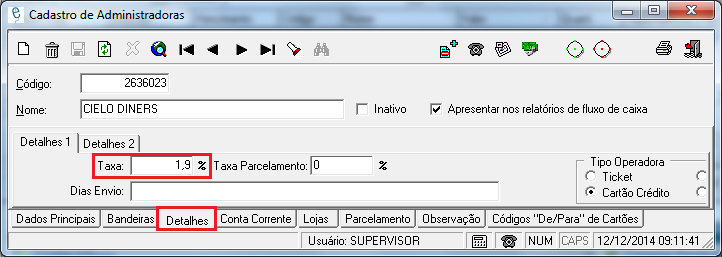 Cadastro de Administradoras
Código: 2636023
Nome: CIELO DINERS Inativo Apresentar nos relatórios de fluxo de caixa
Detalhes 1 Detalhes 2
Taxa: 1,9 % Taxa Parcelamento: 0 %
Tipo Operadora
Ticket
Dias Envio:
Cartão Crédito
Dados Principais Bandeiras Detalhes Conta Corrente Lojas Parcelamento Observação Códigos "De/Para" de Cartões
Usuário: SUPERVISOR NUM CAPS 12/12/2014 09:11:41